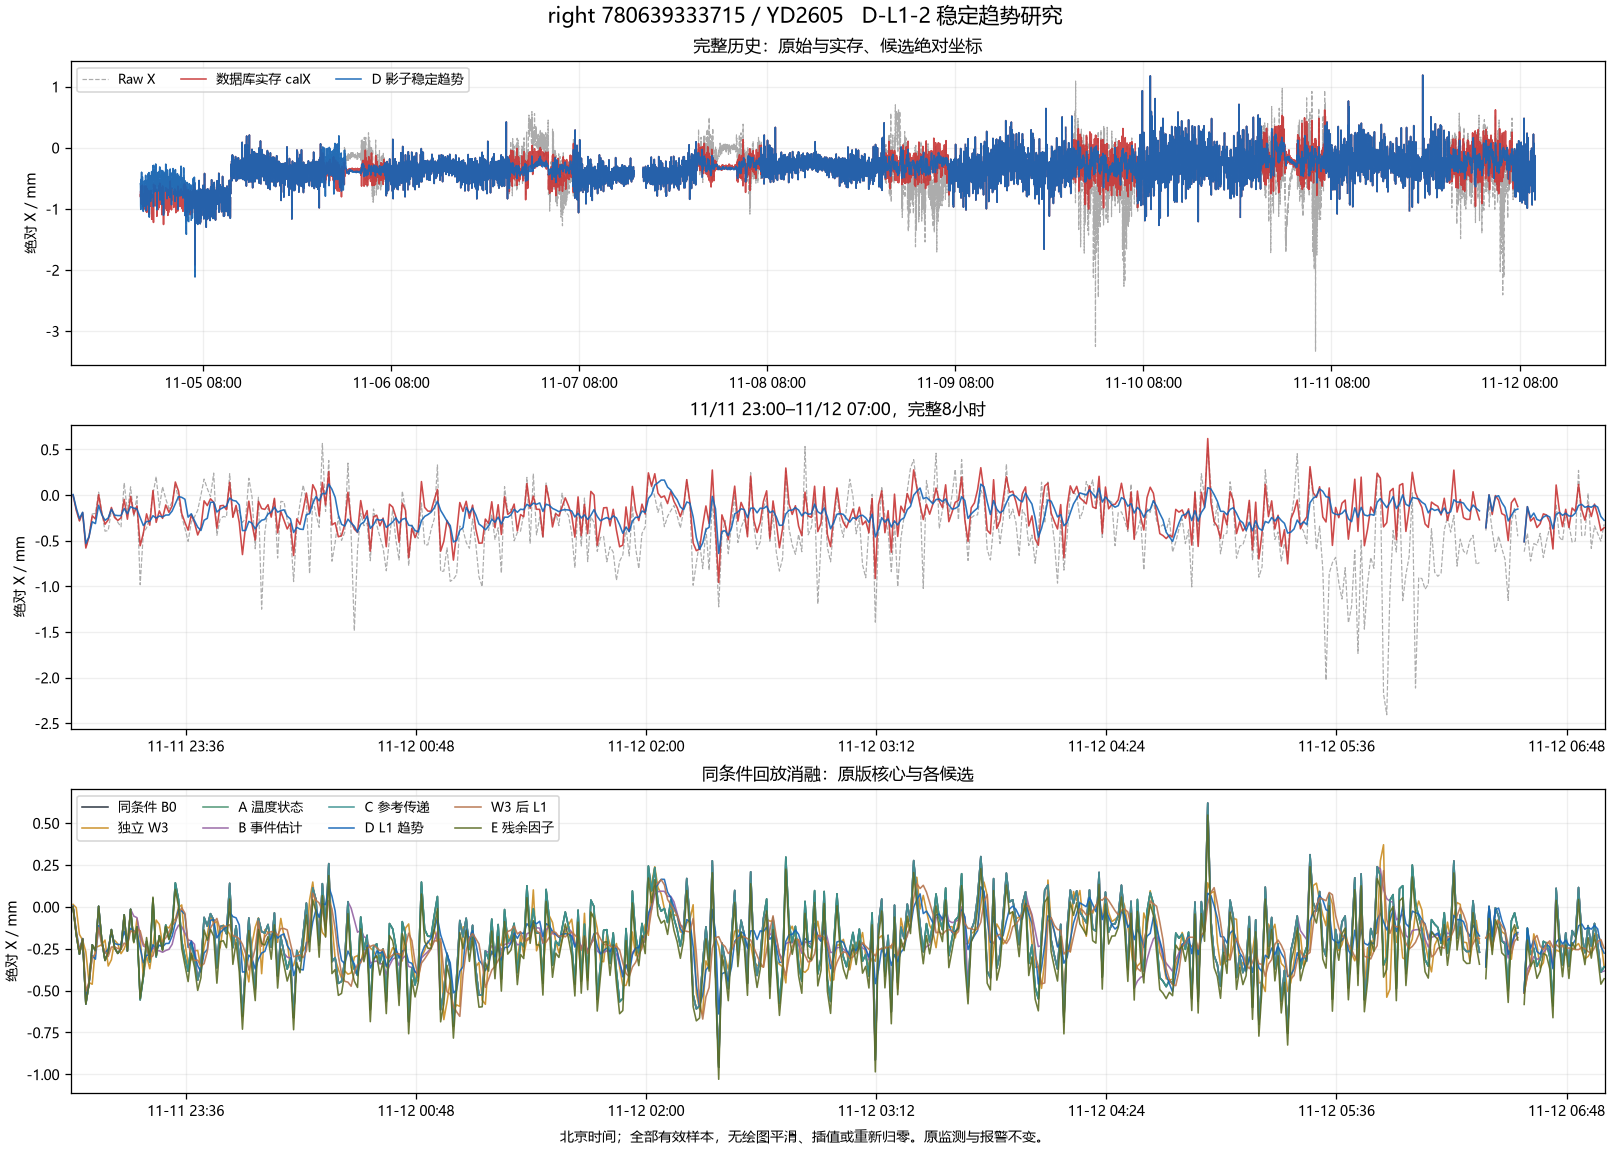 right 780639333715 / YD2605   D-L1-2 稳定趋势研究
完整历史：原始与实存、候选绝对坐标
Raw X   数据库实存 calX   D 影子稳定趋势
绝对 X / mm
1
0
-1
-2
-3
11-05 08:00   11-06 08:00   11-07 08:00   11-08 08:00   11-09 08:00   11-10 08:00   11-11 08:00   11-12 08:00
11/11 23:00–11/12 07:00，完整8小时
绝对 X / mm
0.5
0.0
-0.5
-1.0
-1.5
-2.0
-2.5
11-11 23:36   11-12 00:48   11-12 02:00   11-12 03:12   11-12 04:24   11-12 05:36   11-12 06:48
同条件回放消融：原版核心与各候选
同条件 B0   A 温度状态   C 参考传递   W3 后 L1
独立 W3   B 事件估计   D L1 趋势   E 残余因子
绝对 X / mm
0.50
0.25
0.00
-0.25
-0.50
-0.75
-1.00
11-11 23:36   11-12 00:48   11-12 02:00   11-12 03:12   11-12 04:24   11-12 05:36   11-12 06:48
北京时间；全部有效样本，无绘图平滑、插值或重新归零。原监测与报警不变。